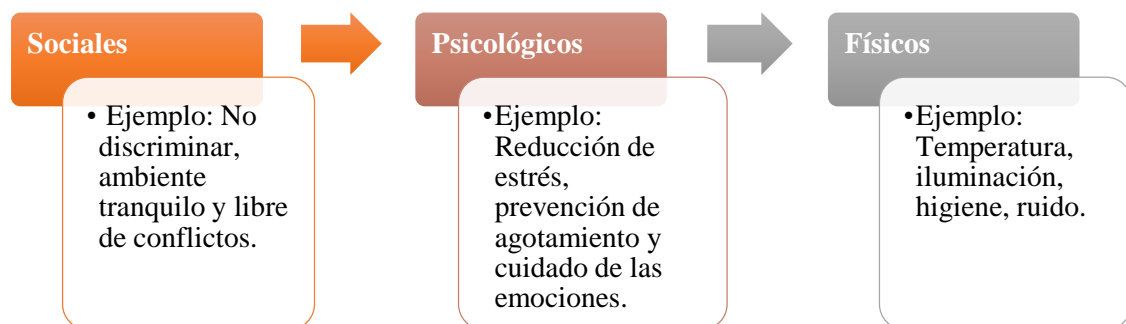 Sociales
• Ejemplo: No
discriminar,
ambiente
tranquilo y libre
de conflictos.
Psicológicos
•Ejemplo:
Reducción de
estrés,
prevención de
agotamiento y
cuidado de las
emociones.
Físicos
•Ejemplo:
Temperatura,
iluminación,
higiene, ruido.